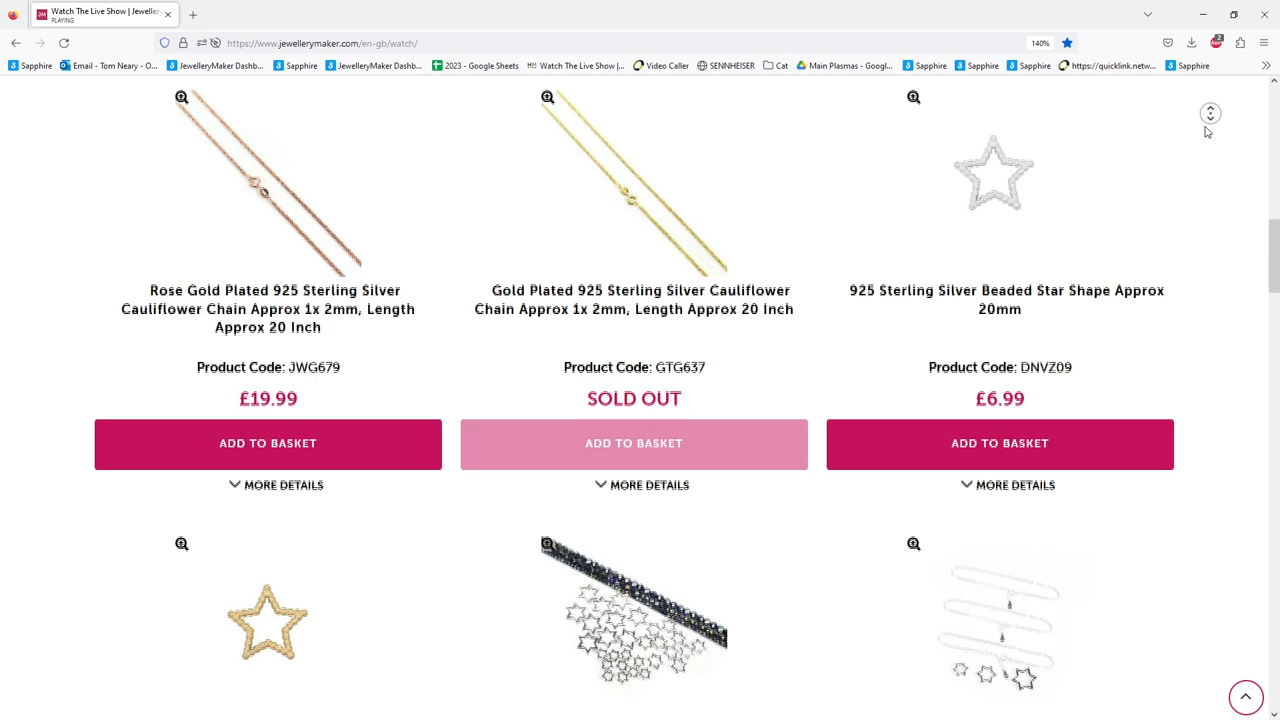 Watch The Live Show | Jeweller
PLAYING
https://www.jewellerymaker.com/en-gb/watch/
140%
2
Sapphire
Email - Tom Neary - O...
JewelleryMaker Dashb...
Sapphire
JewelleryMaker Dashb...
2023 - Google Sheets
Watch The Live Show |...
Video Caller
SENNHEISER
Cat
Main Plasmas - Googl...
Sapphire
Sapphire
Sapphire
https://quicklink.netw...
Sapphire
Rose Gold Plated 925 Sterling Silver
Cauliflower Chain Approx 1x 2mm, Length
Approx 20 Inch
Product Code: JWG679
£19.99
ADD TO BASKET
MORE DETAILS
Gold Plated 925 Sterling Silver Cauliflower
Chain Approx 1x 2mm, Length Approx 20 Inch
Product Code: GTG637
SOLD OUT
ADD TO BASKET
MORE DETAILS
925 Sterling Silver Beaded Star Shape Approx
20mm
Product Code: DNVZ09
£6.99
ADD TO BASKET
MORE DETAILS